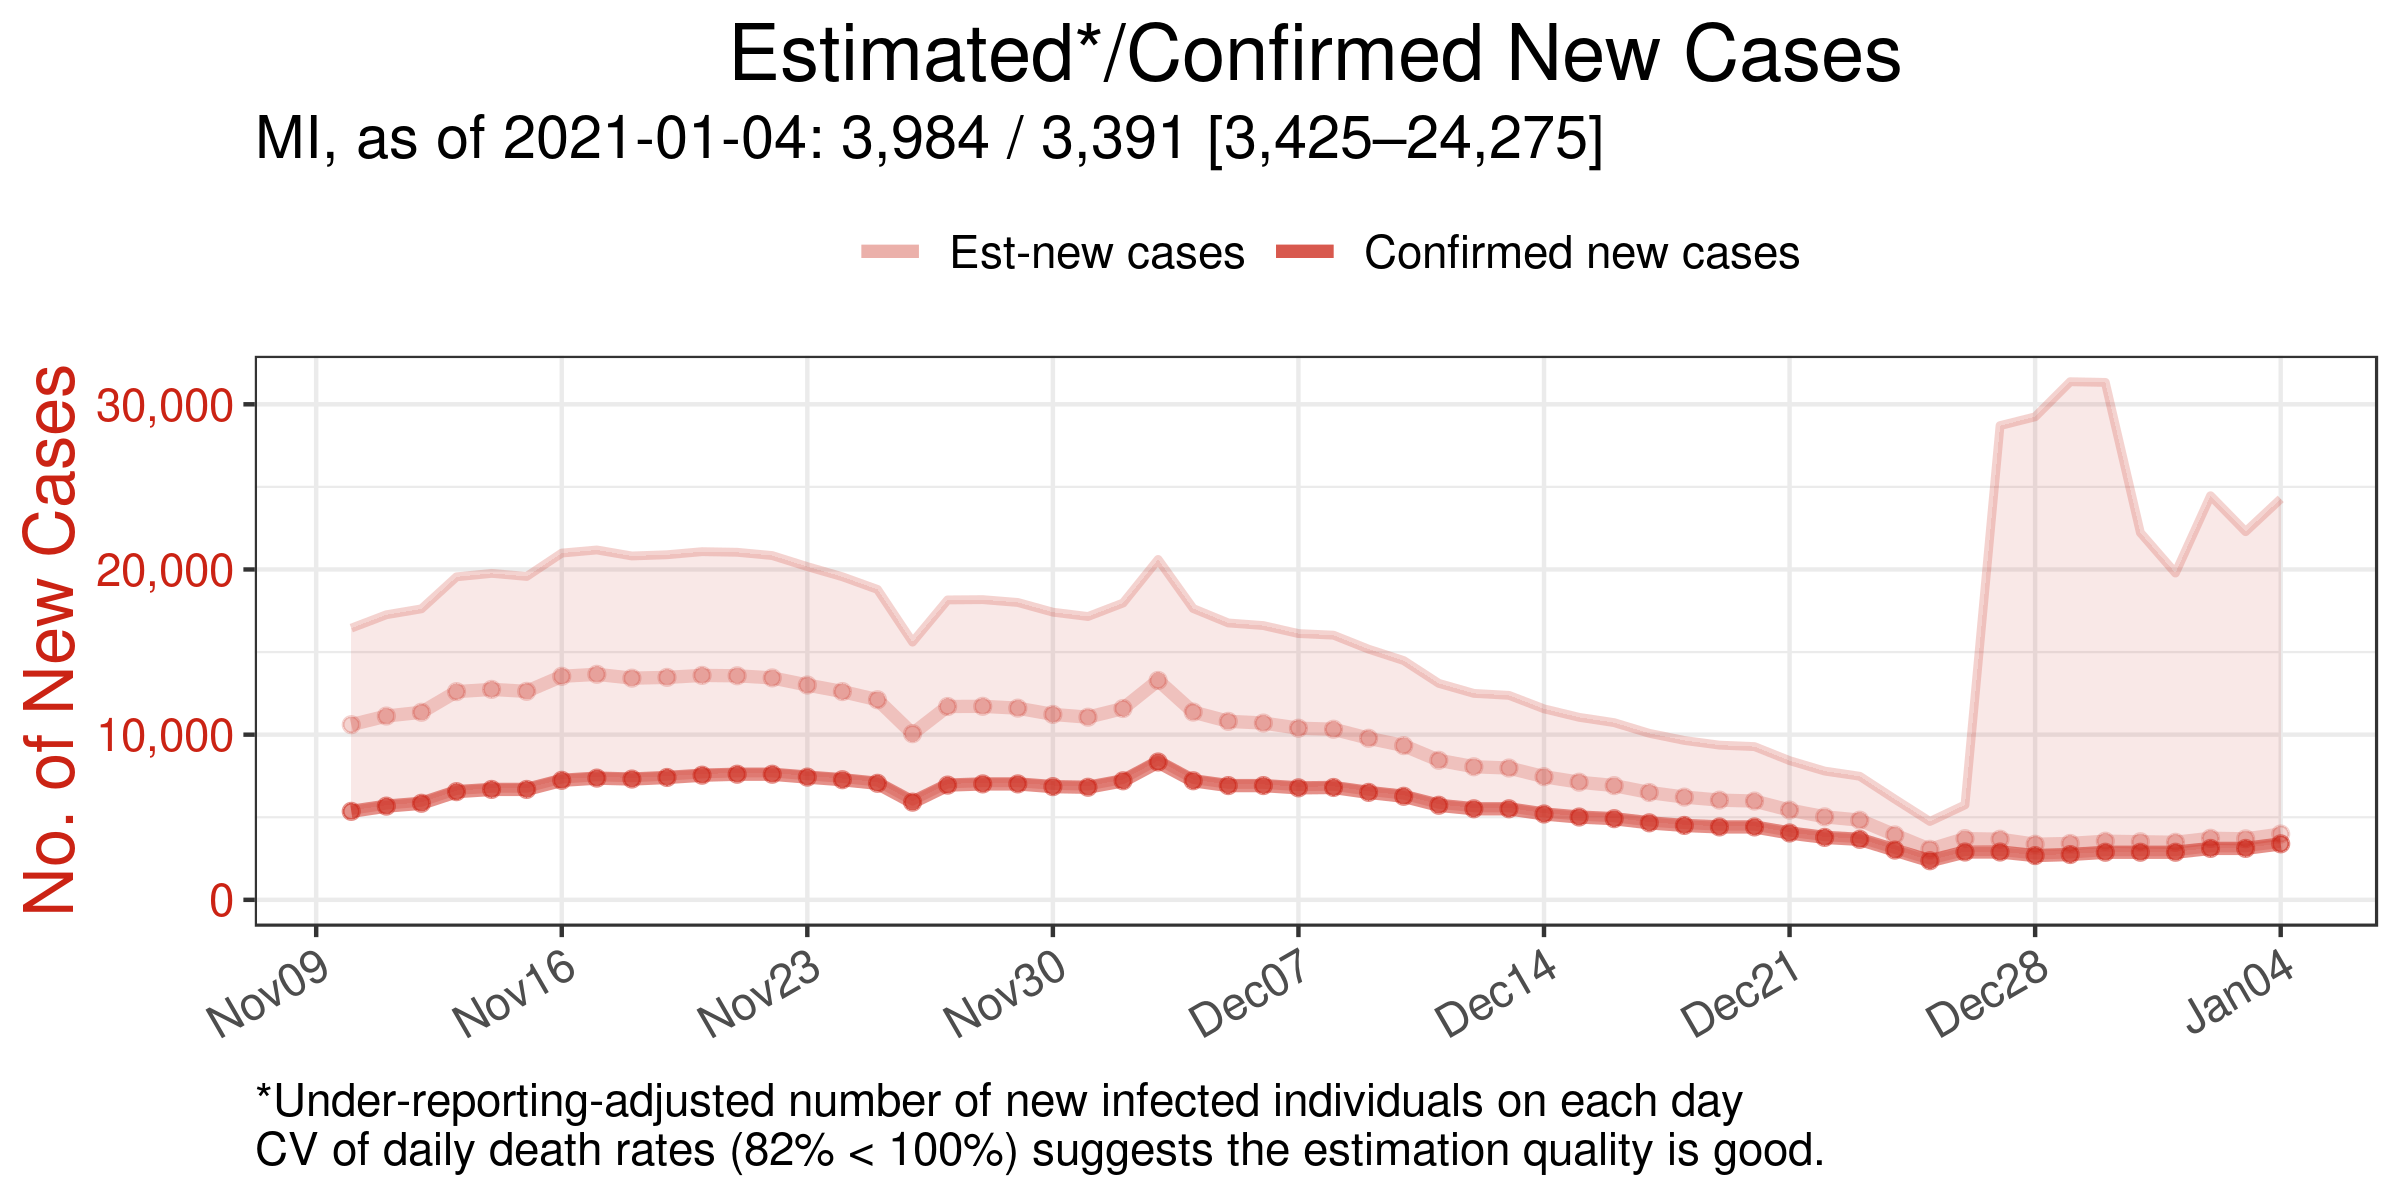 Estimated*/Confirmed New Cases
MI, as of 2021-01-04: 3,984 / 3,391 [3,425–24,275]
Est-new cases
Confirmed new cases
No. of New Cases
30,000
20,000
10,000
0
Nov09
Nov16
Nov23
Nov30
Dec07
Dec14
Dec21
Dec28
Jan04
*Under-reporting-adjusted number of new infected individuals on each day
CV of daily death rates (82% < 100%) suggests the estimation quality is good.